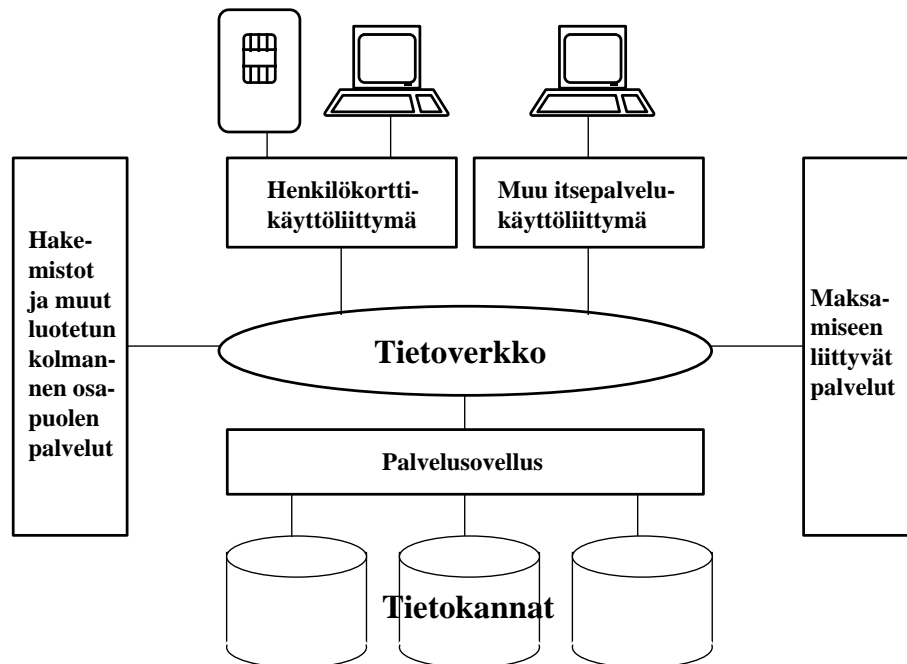 Henkilökortti-
käyttöliittymä
Muu itsepalvelu-
käyttöliittymä
Hake-
mistot
ja muut
luotetun
kolman-
nen osa-
puolen
palvelut
Tietoverkko
Maksa-
miseen
liittyvät
palvelut
Palvelusovellus
Tietokannat